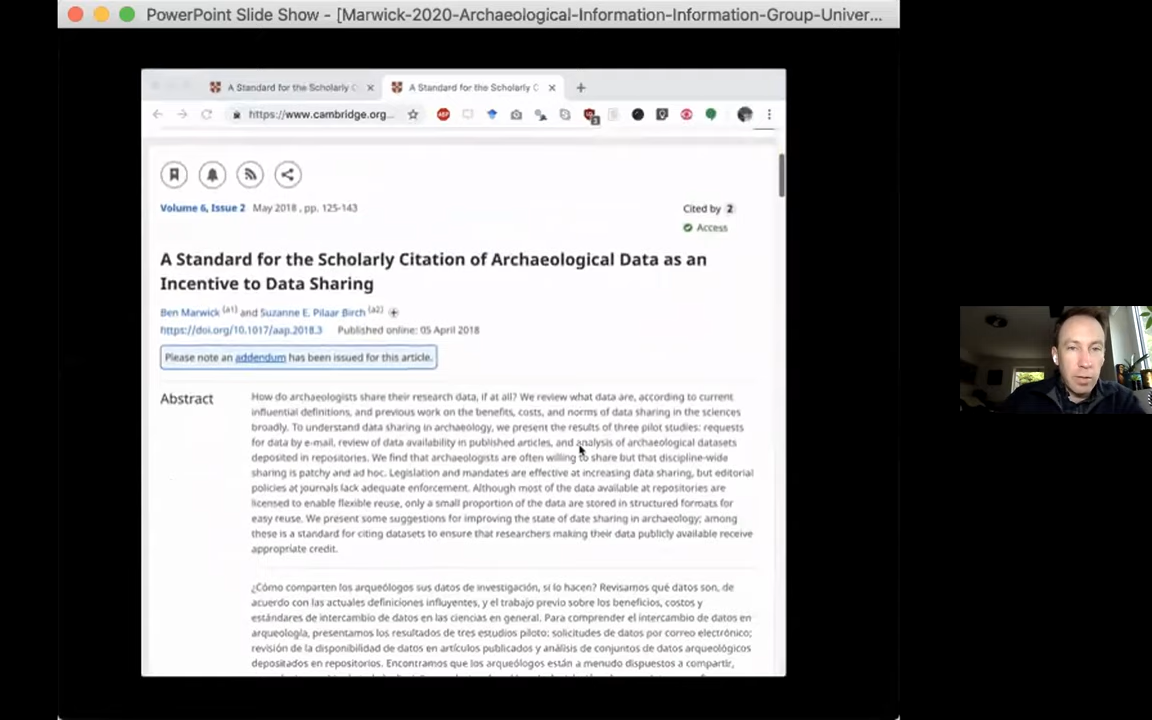 PowerPoint Slide Show - [Marwick-2020-Archaeological-Information-Information-Group-Univer...
A Standard for the Scholarly C
A Standard for the Scholarly C
https://www.cambridge.org...
Volume 6, Issue 2 May 2018 , pp. 125-143
Cited by 2
Access
A Standard for the Scholarly Citation of Archaeological Data as an
Incentive to Data Sharing
Ben Marwick (a1) and Suzanne E. Pilaar Birch (a2)
https://doi.org/10.1017/aap.2018.3 Published online: 05 April 2018
Please note an addendum has been issued for this article.
Abstract
How do archaeologists share their research data, if at all? We review what data are, according to current
influential definitions, and previous work on the benefits, costs, and norms of data sharing in the sciences
broadly. To understand data sharing in archaeology, we present the results of three pilot studies: requests
for data by e-mail, review of data availability in published articles, and analysis of archaeological datasets
deposited in repositories. We find that archaeologists are often willing to share but that discipline-wide
sharing is patchy and ad hoc. Legislation and mandates are effective at increasing data sharing, but editorial
policies at journals lack adequate enforcement. Although most of the data available at repositories are
licensed to enable flexible reuse, only a small proportion of the data are stored in structured formats for
easy reuse. We present some suggestions for improving the state of date sharing in archaeology; among
these is a standard for citing datasets to ensure that researchers making their data publicly available receive
appropriate credit.
¿Cómo comparten los arqueólogos sus datos de investigación, si lo hacen? Revisamos qué datos son, de
acuerdo con las actuales definiciones influyentes, y el trabajo previo sobre los beneficios, costos y
estándares de intercambio de datos en las ciencias en general. Para comprender el intercambio de datos en
arqueología, presentamos los resultados de tres estudios piloto: solicitudes de datos por correo electrónico;
revisión de la disponibilidad de datos en artículos publicados y análisis de conjuntos de datos arqueológicos
depositados en repositorios. Encontramos que los arqueólogos están a menudo dispuestos a compartir,